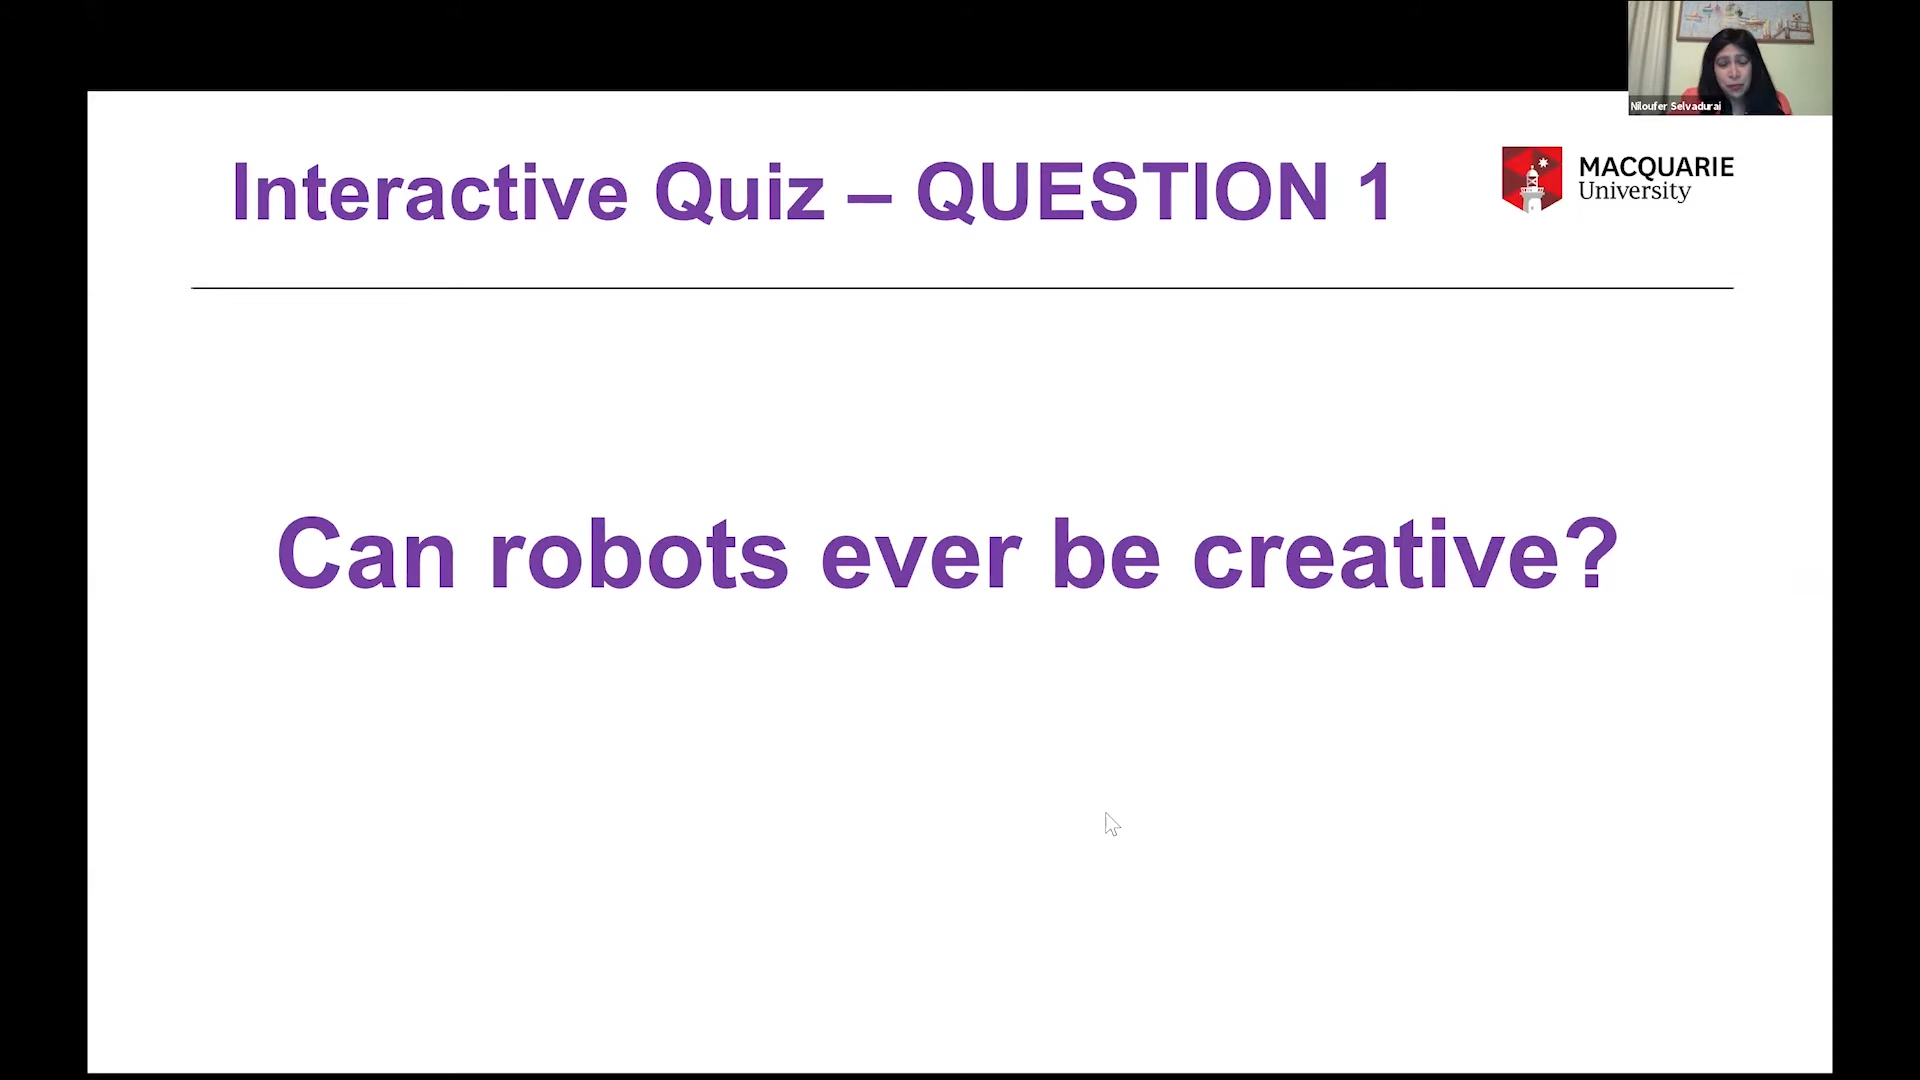 Niloufer Selvadurai
Interactive Quiz – QUESTION 1
MACQUARIE
University
Can robots ever be creative?